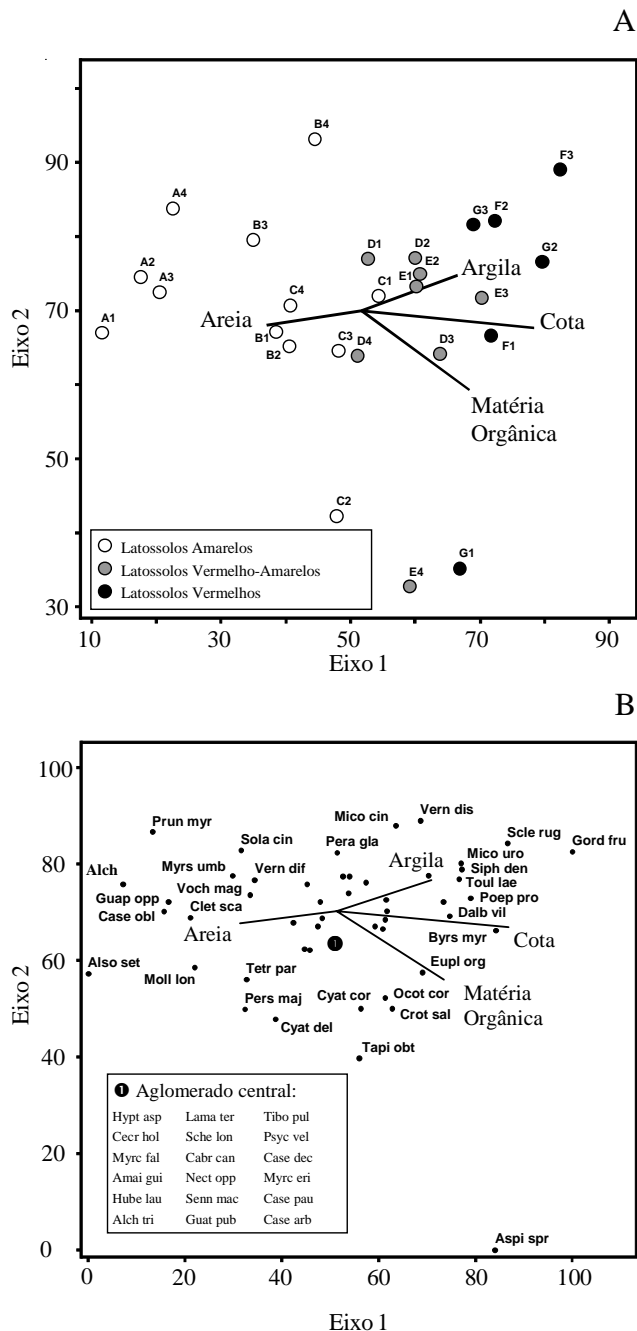 A
Eixo 2
90
70
50
30
B4
F3
A4
F2
G3
B3
D1
D2
G2
A2
E2
Argila
A3
E1
C1
E3
C4
A1
Areia
Cota
B1
B2
C3
D4
D3
F1
Matéria
Orgânica
C2
G1
E4
Latossolos Amarelos
Latossolos Vermelho-Amarelos
Latossolos Vermelhos
10 30 50 70 90
Eixo 1
B
Eixo 2
100
80
60
40
20
0
Vern dis
Mico cin
Prun myr
Scle rug
Gord fru
Sola cin
Pera gla
Mico uro
Argila
Siph den
Alch
Myrs umb
Vern dif
Toul lae
Guap opp
Voch mag
Poep pro
Case obl
Clet sca
Dalb vil
Areia
Byrs myr
Cota
1
Also set
Moll lon
Tetr par
Eupl org
Matéria
Orgânica
Pers maj
Cyat cor
Ocot cor
Crot sal
Cyat del
Tapi obt
1 Aglomerado central:
Hypt asp Lama ter Tibo pul
Cecr hol Sche lon Psyc vel
Myrc fal Cabr can Case dec
Amai gui Nect opp Myrc eri
Hube lau Senn mac Case pau
Alch tri Guat pub Case arb
Aspi spr
0 20 40 60 80 100
Eixo 1